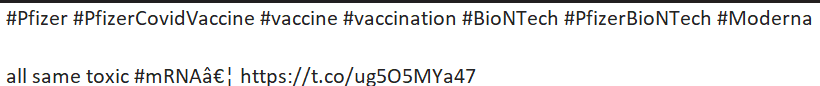 #Pfizer #PfizerCovidVaccine #vaccine #vaccination #BioNTech #PfizerBioNTech #Moderna
all same toxic #mRNAâ€¦ https://t.co/ug5O5MYa47